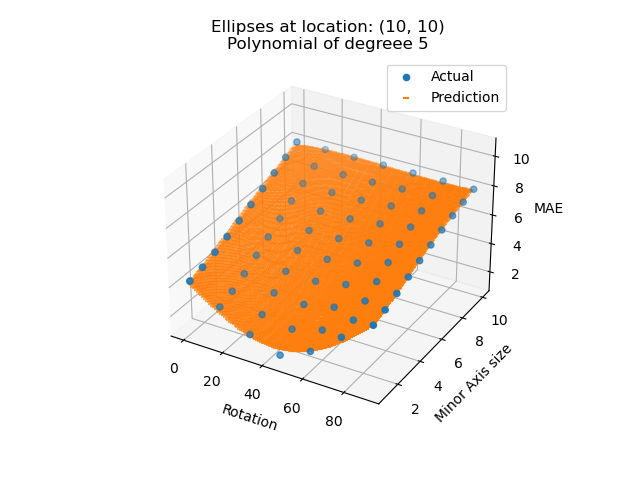 Ellipses at location: (10, 10)
Polynomial of degreee 5
Actual
Prediction
10
8
6
4
2
MAE
0
20
40
60
80
Rotation
2
4
6
8
10
Minor Axis size